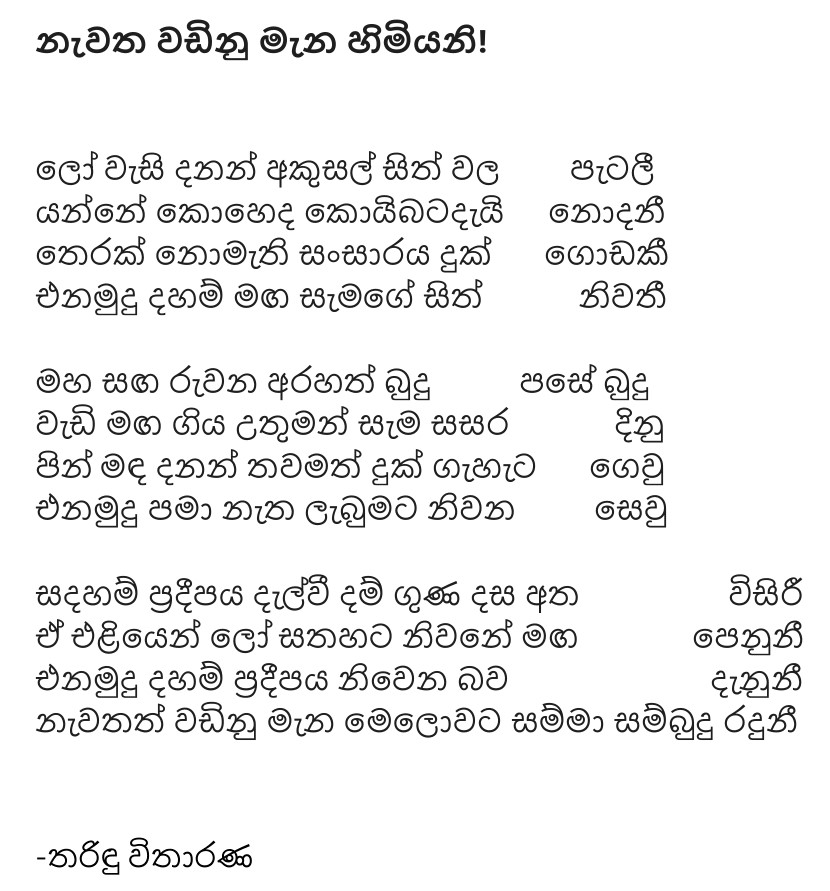 නැවත වඩිනු මැන හිමියනි!
ලෝ වැසි දනන් අකුසල් සිත් වල පැටලී
යන්නේ කොහෙද කොයිබටදැයි නොදනී
තෙරක් නොමැති සංසාරය දුක් ගොඩකී
එනමුදු දහම් මඟ සැමගේ සිත් නිවතී
මහ සඟ රුවන අරහත් බුදු පසේ බුදු
වැඩි මඟ ගිය උතුමන් සැම සසර දිනු
පින් මඳ දනන් තවමත් දුක් ගැහැට ගෙවු
එනමුදු පමා නැත ලැබුමට නිවන සෙවු
සදහම් ප්‍රදීපය දැල්වී දම් ගුණ දස අත විසිරී
ඒ එළියෙන් ලෝ සතහට නිවනේ මඟ පෙනුනී
එනමුදු දහම් ප්‍රදීපය නිවෙන බව දැනුනී
නැවතත් වඩිනු මැන මෙලොවට සම්මා සම්බුදු රදුනී
-තරිඳු විතාරණ